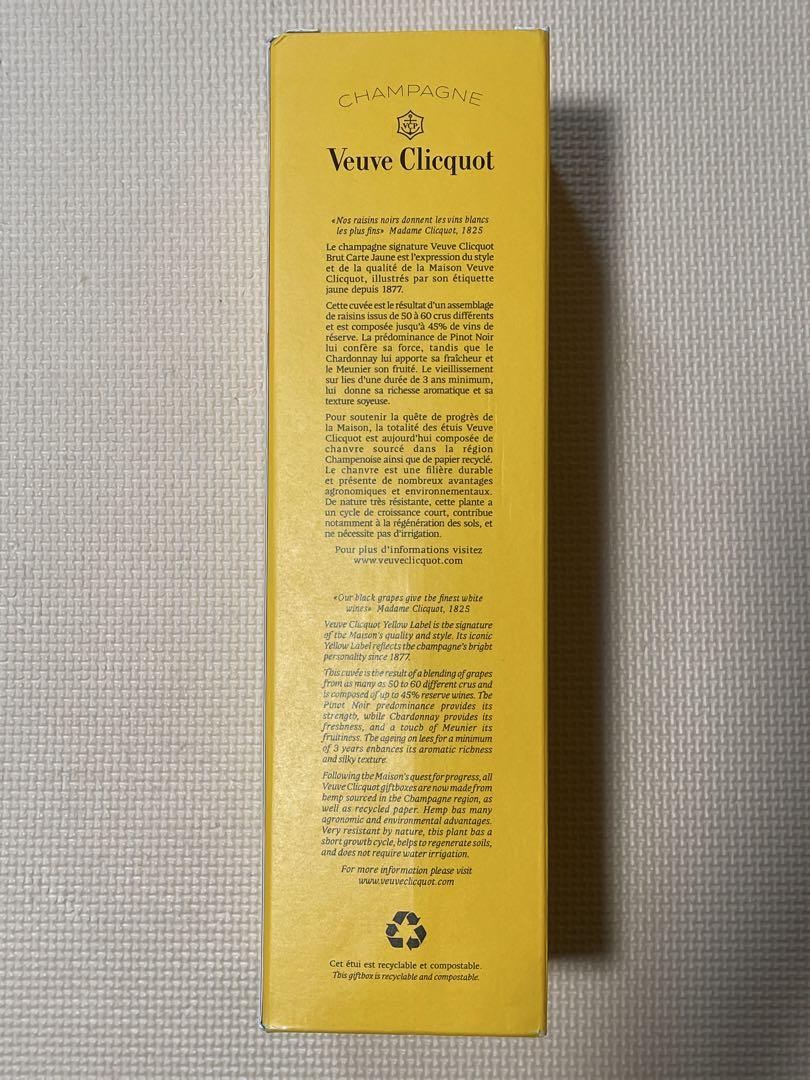 CHAMPAGNE
VCP
Veuve Clicquot
«Nos raisins noirs donnent les vins blancs
les plus fins» Madame Clicquot, 1825
Le champagne signature Veuve Clicquot
Brut Carte Jaune est l'expression du style
et de la qualité de la Maison Veuve
Clicquot, illustrés par son étiquette
jaune depuis 1877.
Cette cuvée est le résultat d'un assemblage
de raisins issus de 50 à 60 crus différents
et est composée jusqu'à 45% de vins de
réserve. La prédominance de Pinot Noir
lui confère sa force, tandis que le
Chardonnay lui apporte sa fraîcheur et
le Meunier son fruité. Le vieillissement
sur lies d'une durée de 3 ans minimum,
lui donne sa richesse aromatique et sa
texture soyeuse.
Pour soutenir la quête de progrès de
la Maison, la totalité des étuis Veuve
Clicquot est aujourd'hui composée de
chanvre sourcé dans la région
Champenoise ainsi que de papier recyclé.
Le chanvre est une filière durable
et présente de nombreux avantages
agronomiques et environnementaux.
De nature très résistante, cette plante a
un cycle de croissance court, contribue
notamment à la régénération des sols, et
ne nécessite pas d'irrigation.
Pour plus d'informations visitez
www.veuveclicquot.com
«Our black grapes give the finest white
wines» Madame Clicquot, 1825
Veuve Clicquot Yellow Label is the signature
of the Maison's quality and style. Its iconic
Yellow Label reflects the champagne's bright
personality since 1877.
This cuvée is the result of a blending of grapes
from as many as 50 to 60 different crus and
is composed of up to 45% reserve wines. The
Pinot Noir predominance provides its
strength, while Chardonnay provides its
freshness, and a touch of Meunier its
fruitiness. The ageing on lees for a minimum
of 3 years enhances its aromatic richness
and silky texture.
Following the Maison's quest for progress, all
Veuve Clicquot giftboxes are now made from
hemp sourced in the Champagne region, as
well as recycled paper. Hemp has many
agronomic and environmental advantages.
Very resistant by nature, this plant has a
short growth cycle, helps to regenerate soils,
and does not require water irrigation.
For more information please visit
www.veuveclicquot.com
Cet étui est recyclable et compostable.
This giftbox is recyclable and compostable.